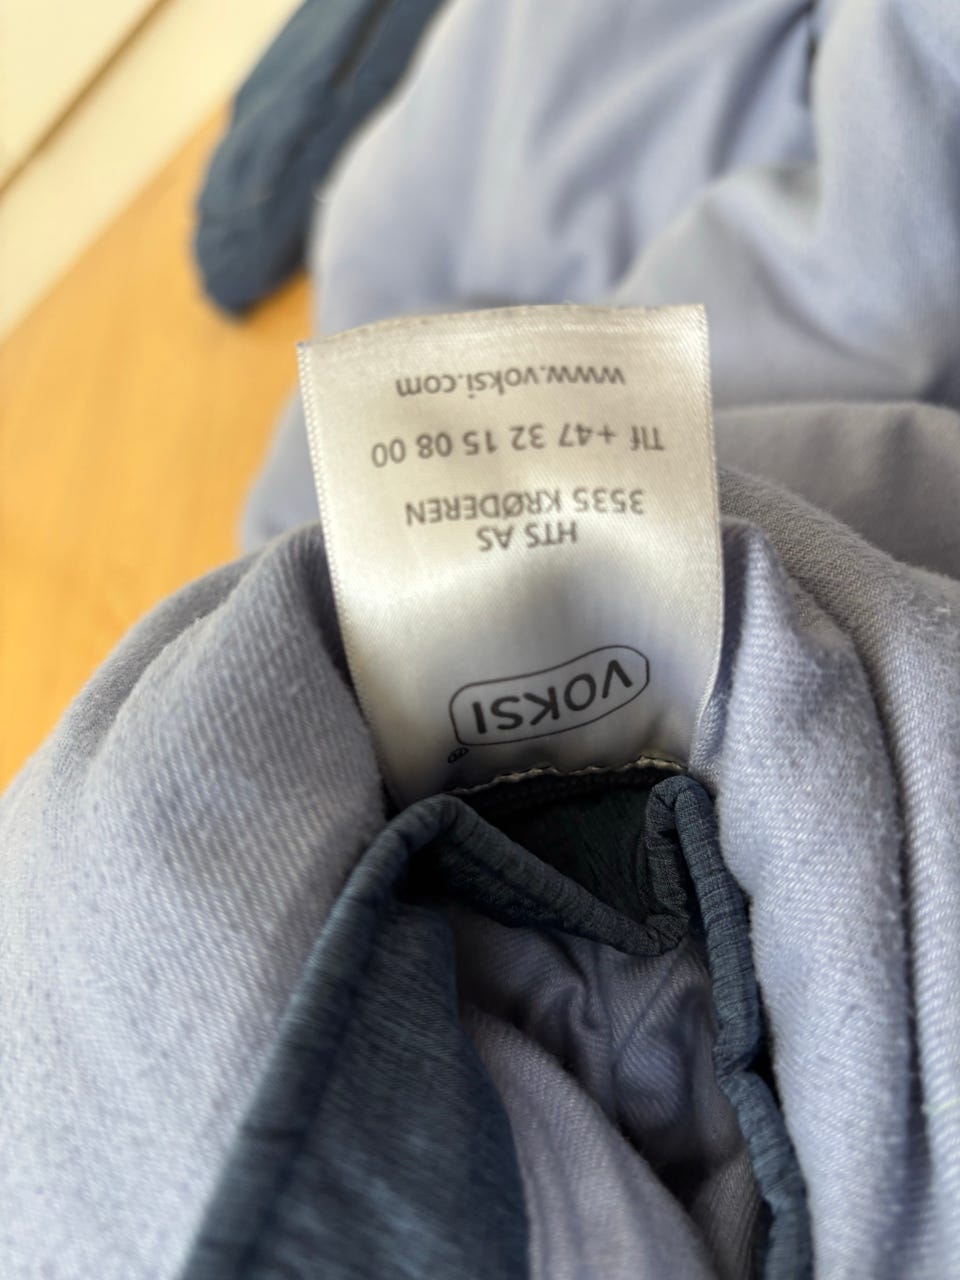 VOKSI
HTS AS
3535 KRØDEREN
Tlf +47 32 15 08 00
www.voksi.com